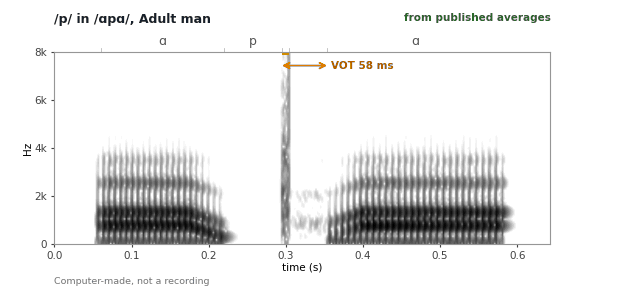 /p/ in /ɑpɑ/, Adult man
from published averages
ɑ p ɑ
8k
VOT 58 ms
6k
4k
2k
0
Hz
0.0 0.1 0.2 0.3 0.4 0.5 0.6
time (s)
Computer-made, not a recording